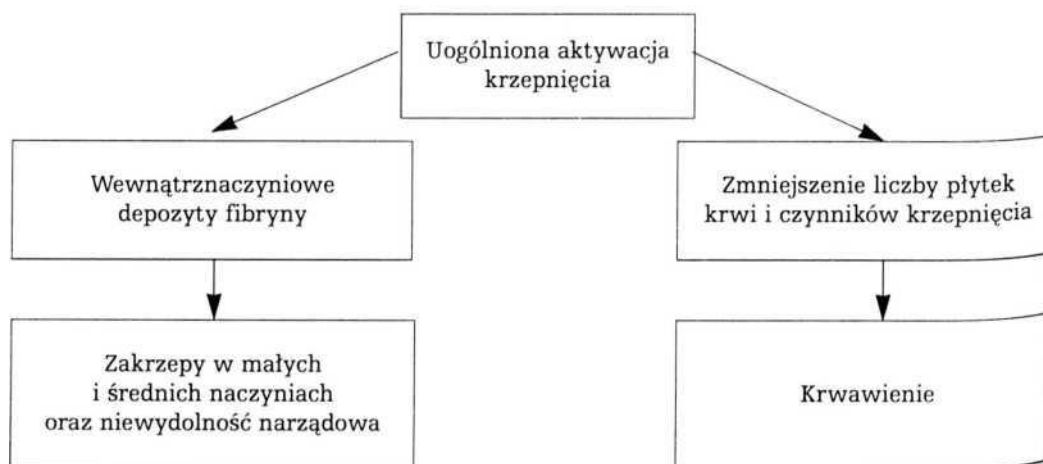 Uogólniona aktywacja
krzepnięcia
Wewnątrznaczyniowe
depozyty fibryny
Zmniejszenie liczby płytek
krwi i czynników krzepnięcia
Zakrzepy w małych
i średnich naczyniach
oraz niewydolność narządowa
Krwawienie